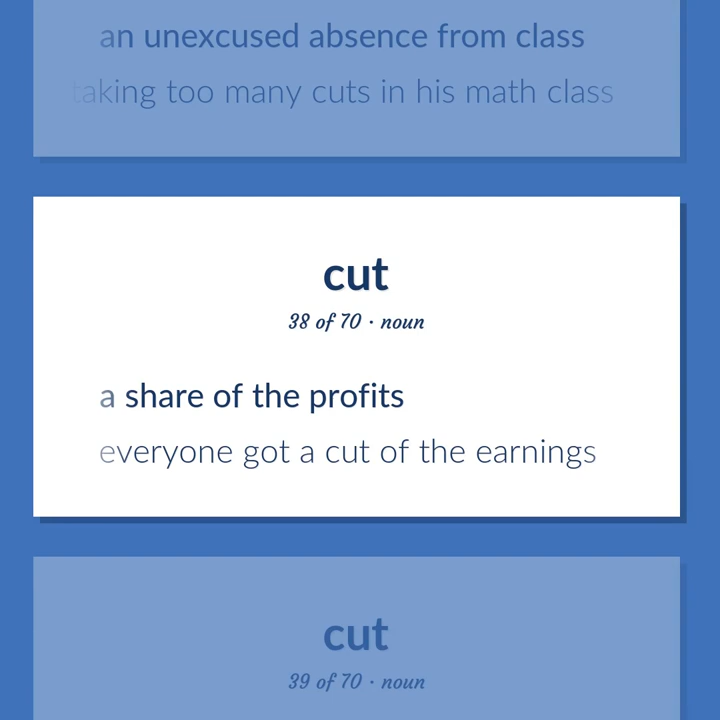 an unexcused absence from class
taking too many cuts in his math class
cut
38 of 70 · noun
a share of the profits
everyone got a cut of the earnings
cut
39 of 70 · noun